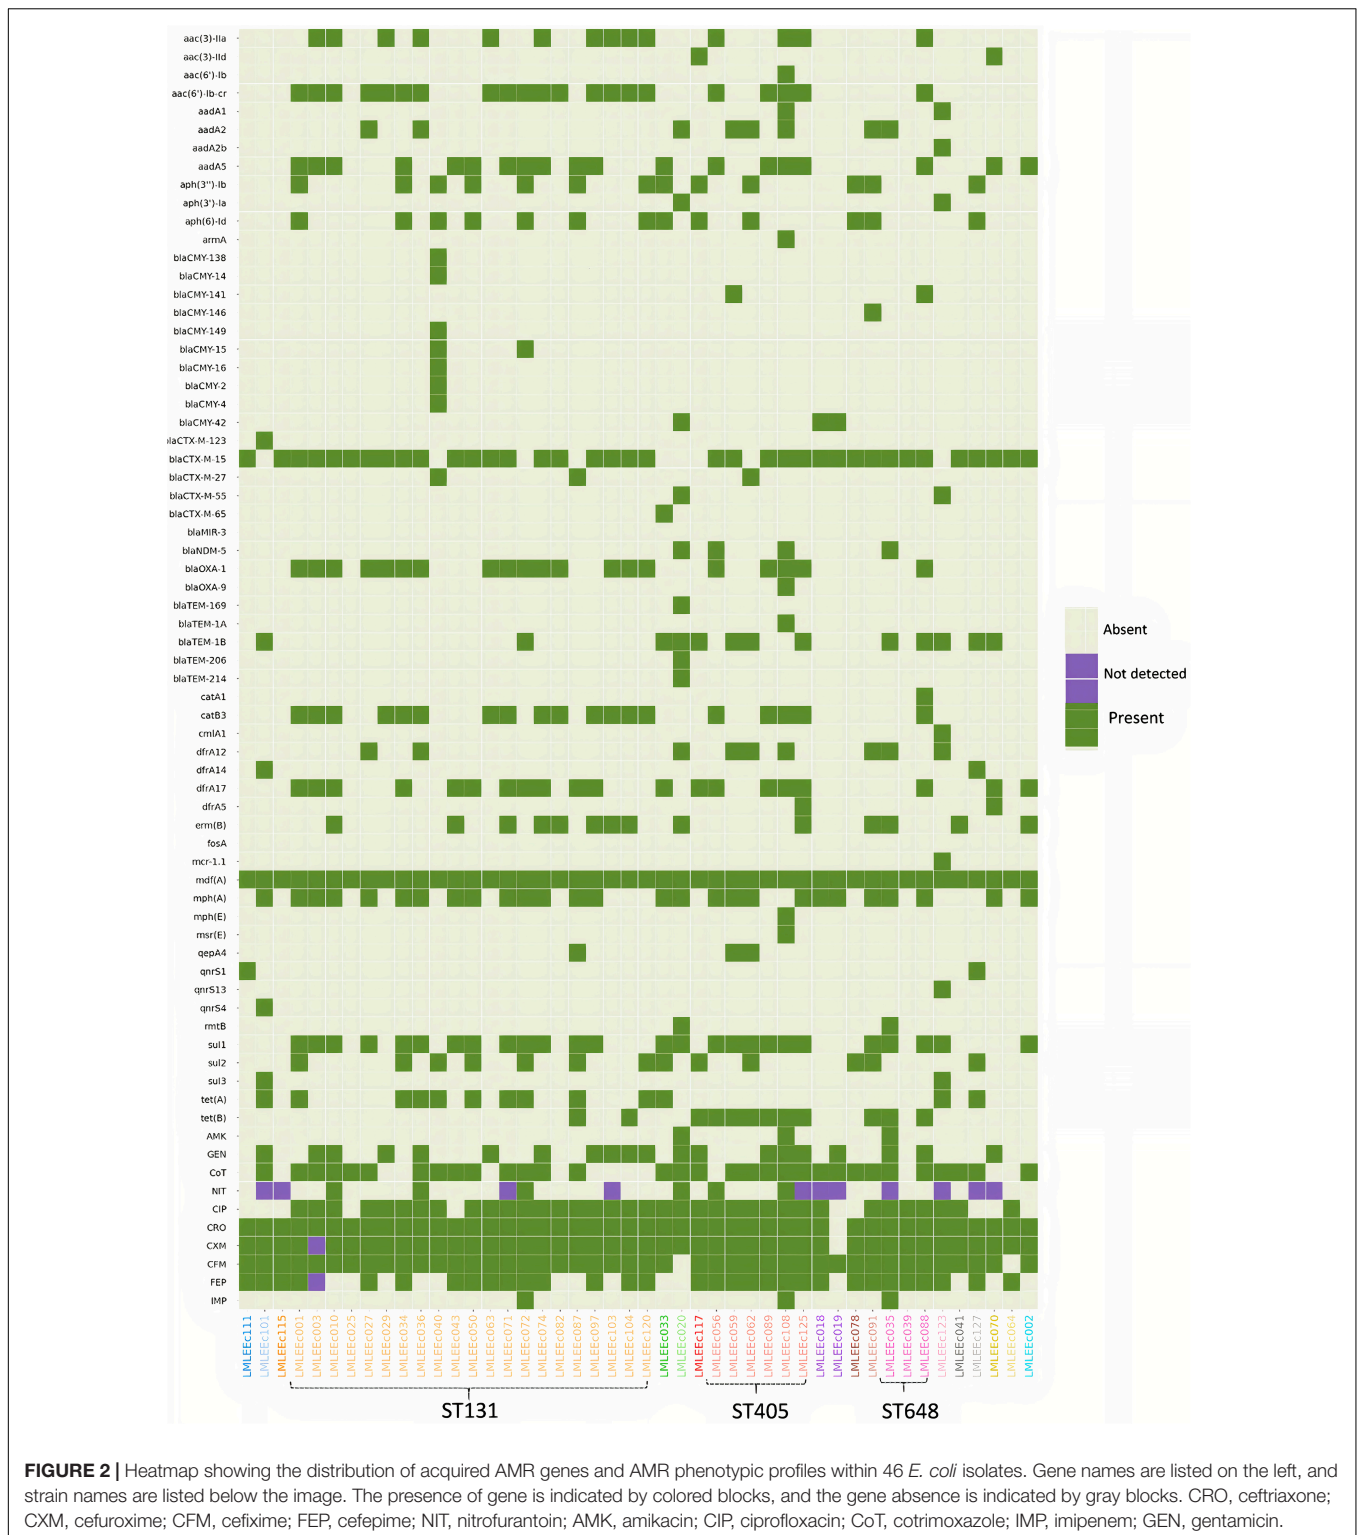 aac(3)-IIa
aac(3)-IId
aac(6')-Ib
aac(6')-Ib-cr
aadA1
aadA2
aadA2b
aadA5
aph(3'')-Ib
aph(3')-Ia
aph(6)-Id
armA
blaCMY-138
blaCMY-14
blaCMY-141
blaCMY-146
blaCMY-149
blaCMY-15
blaCMY-16
blaCMY-2
blaCMY-4
blaCMY-42
blaCTX-M-123
blaCTX-M-15
blaCTX-M-27
blaCTX-M-55
blaCTX-M-65
blaMIR-3
blaNDM-5
blaOXA-1
blaOXA-9
blaTEM-169
blaTEM-1A
blaTEM-1B
blaTEM-206
blaTEM-214
catA1
catB3
cmlA1
dfrA12
dfrA14
dfrA17
dfrA5
erm(B)
fosA
mcr-1.1
mdf(A)
mph(A)
mph(E)
msr(E)
qepA4
qnrS1
qnrS13
qnrS4
rmtB
sul1
sul2
sul3
tet(A)
tet(B)
AMK
GEN
CoT
NIT
CIP
CRO
CXM
CFM
FEP
IMP
Absent
Not detected
Present
LMLEEc111
LMLEEc101
LMLEEc115
LMLEEc001
LMLEEc003
LMLEEc010
LMLEEc025
LMLEEc027
LMLEEc029
LMLEEc034
LMLEEc036
LMLEEc040
LMLEEc043
LMLEEc050
LMLEEc063
LMLEEc071
LMLEEc072
LMLEEc074
LMLEEc082
LMLEEc087
LMLEEc097
LMLEEc103
LMLEEc104
LMLEEc120
LMLEEc033
LMLEEc020
LMLEEc117
LMLEEc056
LMLEEc059
LMLEEc062
LMLEEc089
LMLEEc108
LMLEEc125
LMLEEc018
LMLEEc019
LMLEEc078
LMLEEc091
LMLEEc035
LMLEEc039
LMLEEc088
LMLEEc123
LMLEEc041
LMLEEc127
LMLEEc070
LMLEEc064
LMLEEc002
ST131
ST405
ST648
FIGURE 2 | Heatmap showing the distribution of acquired AMR genes and AMR phenotypic profiles within 46 E. coli isolates. Gene names are listed on the left, and
strain names are listed below the image. The presence of gene is indicated by colored blocks, and the gene absence is indicated by gray blocks. CRO, ceftriaxone;
CXM, cefuroxime; CFM, cefixime; FEP, cefepime; NIT, nitrofurantoin; AMK, amikacin; CIP, ciprofloxacin; CoT, cotrimoxazole; IMP, imipenem; GEN, gentamicin.